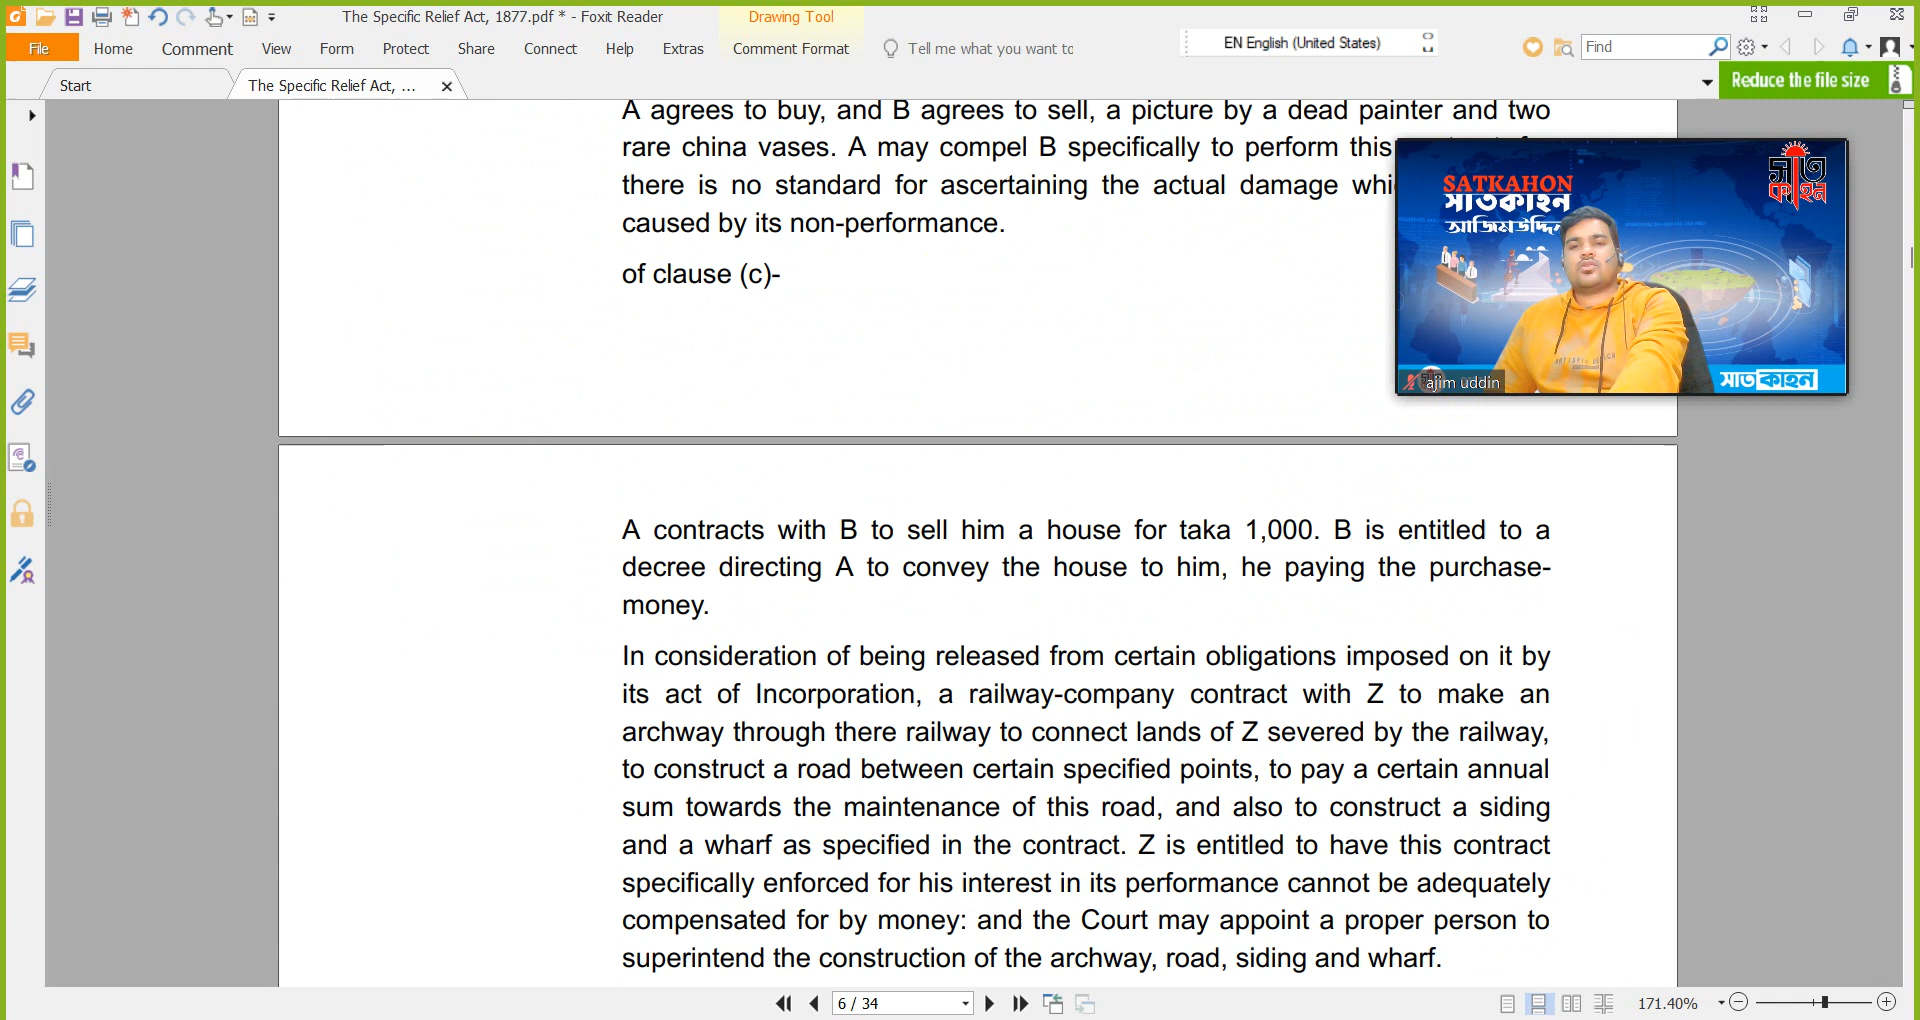 The Specific Relief Act, 1877.pdf * - Foxit Reader
Drawing Tool
File Home Comment View Form Protect Share Connect Help Extras Comment Format Tell me what you want to
EN English (United States)
Find
Start
The Specific Relief Act, ...
Reduce the file size
A agrees to buy, and B agrees to sell, a picture by a dead painter and two
rare china vases. A may compel B specifically to perform this
there is no standard for ascertaining the actual damage whi
caused by its non-performance.
of clause (c)-
SATKAHON
সাতকাহন
সাত
কাহন
ARTISTIC
ajim uddin
সাতকাহন
A contracts with B to sell him a house for taka 1,000. B is entitled to a
decree directing A to convey the house to him, he paying the purchase-
money.
In consideration of being released from certain obligations imposed on it by
its act of Incorporation, a railway-company contract with Z to make an
archway through there railway to connect lands of Z severed by the railway,
to construct a road between certain specified points, to pay a certain annual
sum towards the maintenance of this road, and also to construct a siding
and a wharf as specified in the contract. Z is entitled to have this contract
specifically enforced for his interest in its performance cannot be adequately
compensated for by money: and the Court may appoint a proper person to
superintend the construction of the archway, road, siding and wharf.
6 / 34
171.40%